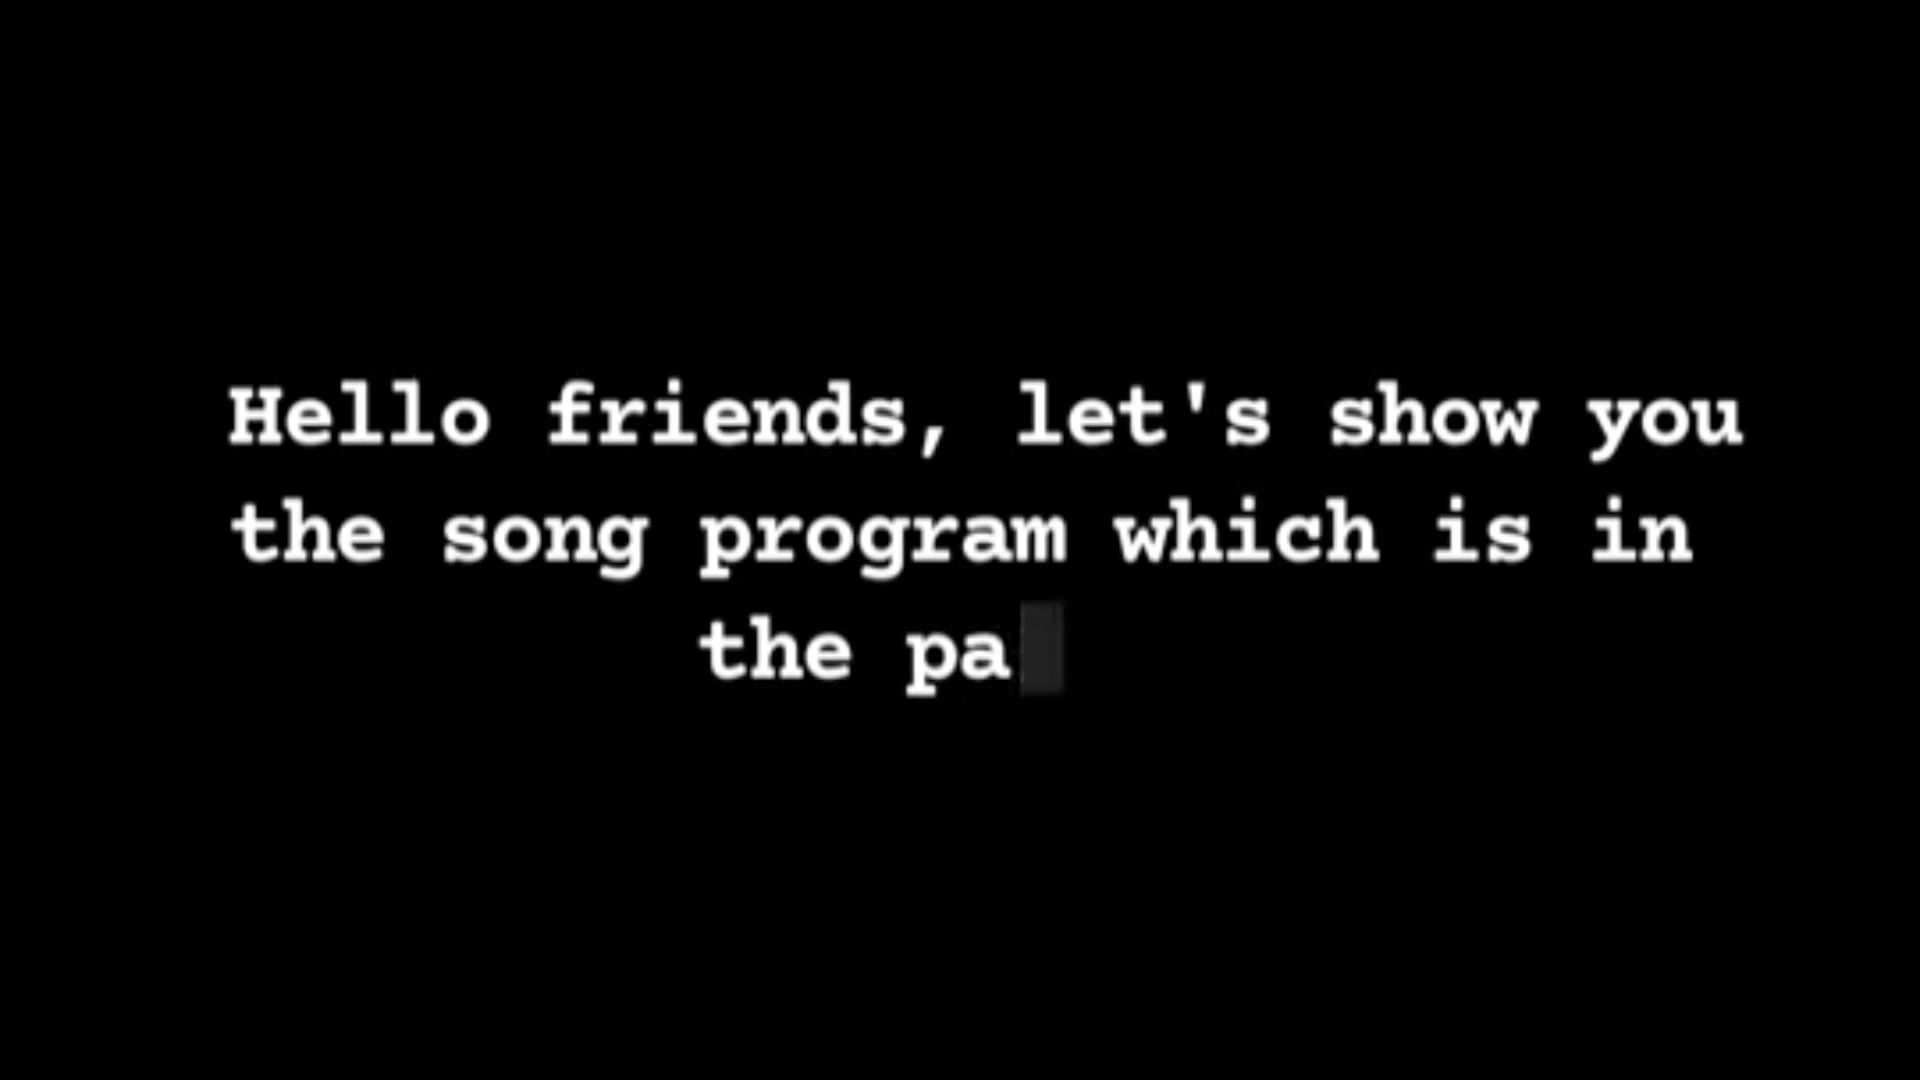 Hello friends, let's show you
the song program which is in
the pa